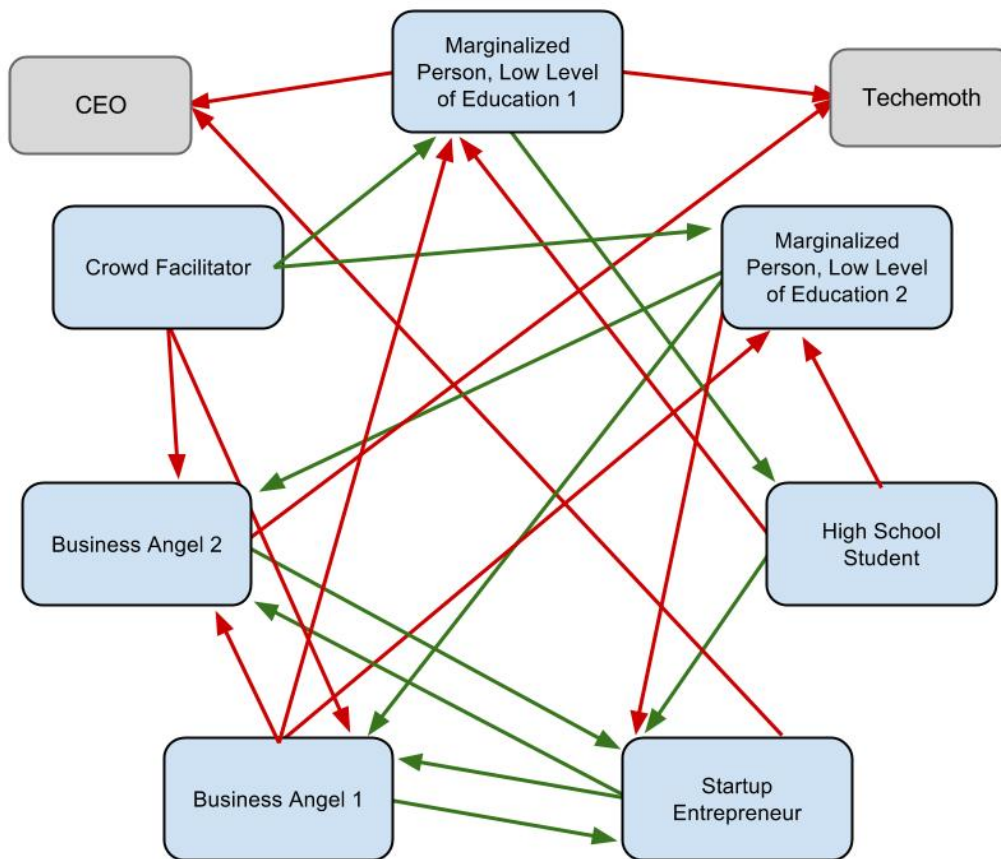 Marginalized
Person, Low Level
of Education 1
CEO
Techemoth
Crowd Facilitator
Marginalized
Person, Low Level
of Education 2
Business Angel 2
High School
Student
Business Angel 1
Startup
Entrepreneur